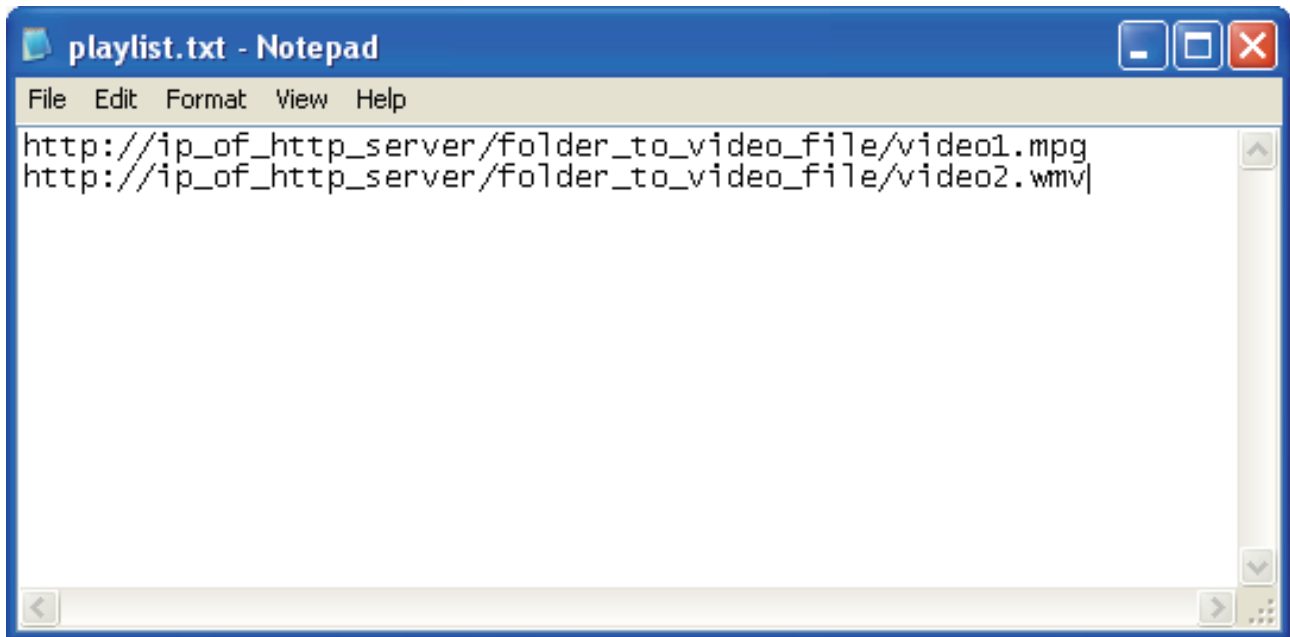 playlist.txt - Notepad
File Edit Format View Help
http://ip_of_http_server/folder_to_video_file/video1.mpg
http://ip_of_http_server/folder_to_video_file/video2.wmv